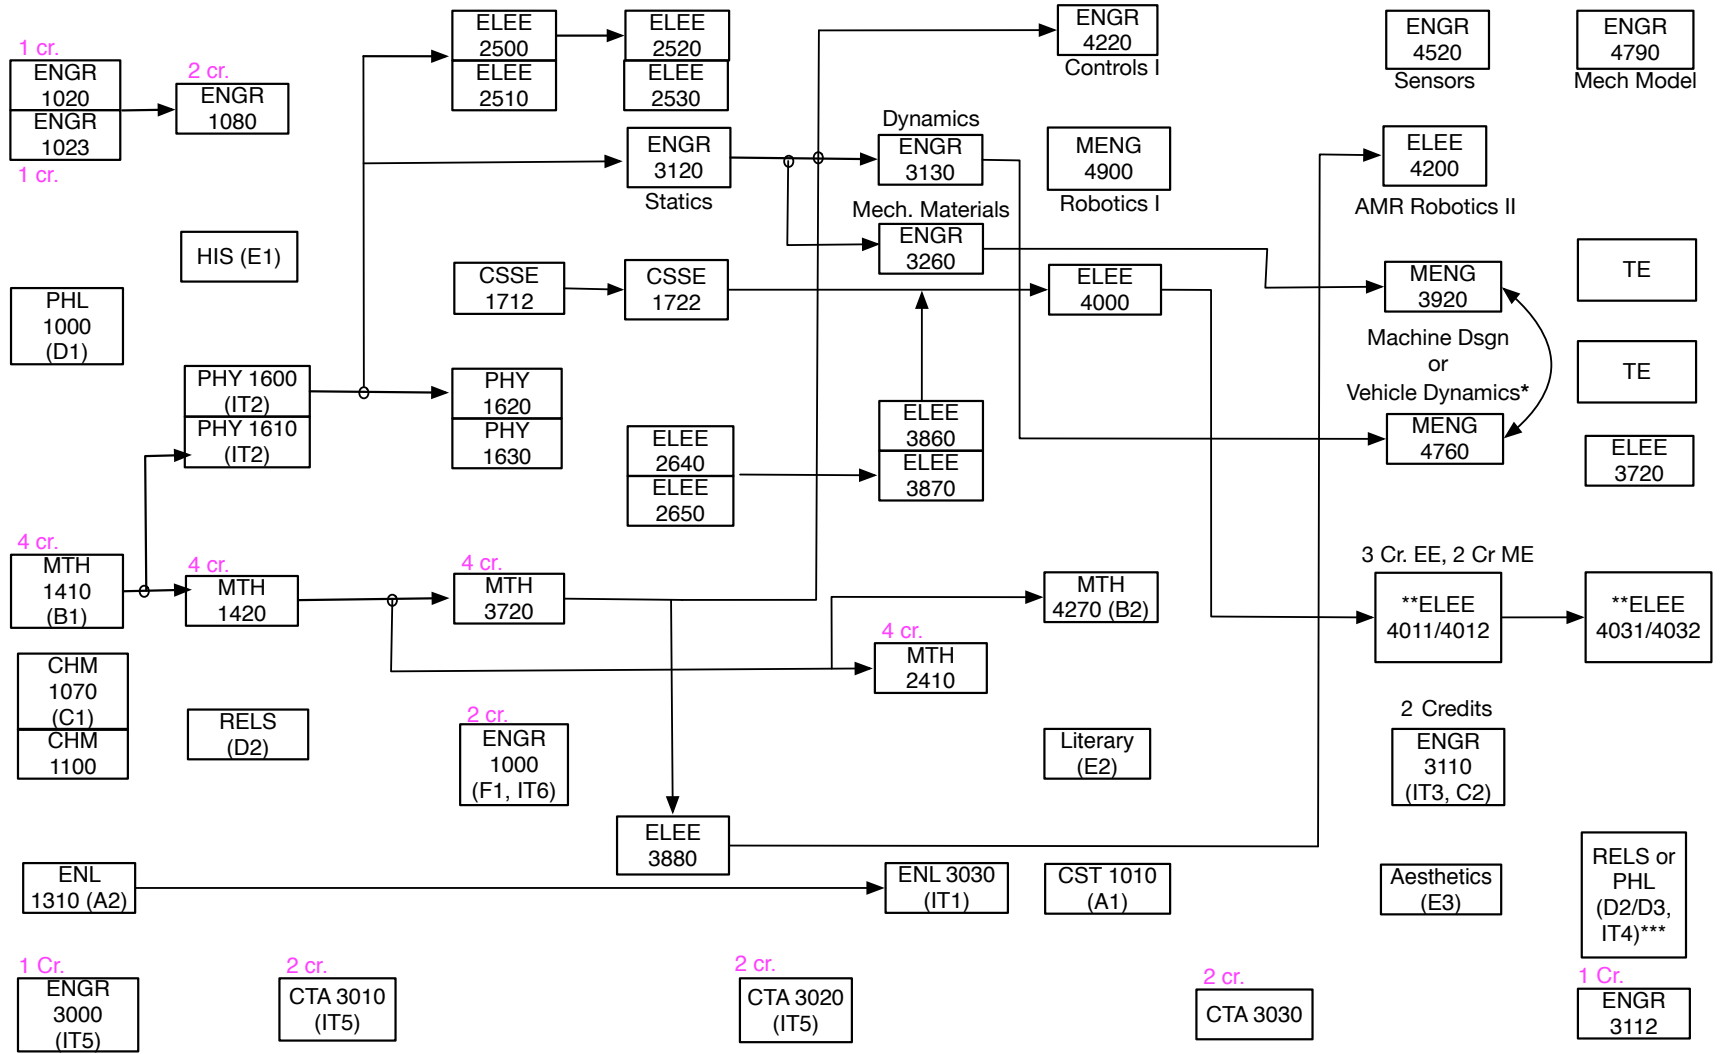 1 cr.
ENGR
1020
ENGR
1023
1 cr.
2 cr.
ENGR
1080
HIS (E1)
PHL
1000
(D1)
PHY 1600
(IT2)
PHY 1610
(IT2)
4 cr.
MTH
1410
(B1)
4 cr.
MTH
1420
CHM
1070
(C1)
CHM
1100
RELS
(D2)
ENL
1310 (A2)
1 Cr.
ENGR
3000
(IT5)
2 cr.
CTA 3010
(IT5)
ELEE
2500
ELEE
2510
ELEE
2520
ELEE
2530
ENGR
3120
Statics
CSSE
1712
CSSE
1722
PHY
1620
PHY
1630
ELEE
2640
ELEE
2650
4 cr.
MTH
3720
2 cr.
ENGR
1000
(F1, IT6)
ELEE
3880
2 cr.
CTA 3020
(IT5)
Dynamics
ENGR
3130
Mech. Materials
ENGR
3260
ELEE
3860
ELEE
3870
4 cr.
MTH
2410
ENL 3030
(IT1)
ENGR
4220
Controls I
MENG
4900
Robotics I
ELEE
4000
MTH
4270 (B2)
Literary
(E2)
CST 1010
(A1)
2 cr.
CTA 3030
ENGR
4520
Sensors
ELEE
4200
AMR Robotics II
MENG
3920
Machine Dsgn
or
Vehicle Dynamics*
MENG
4760
3 Cr. EE, 2 Cr ME
**ELEE
4011/4012
2 Credits
ENGR
3110
(IT3, C2)
Aesthetics
(E3)
ENGR
4790
Mech Model
TE
TE
ELEE
3720
**ELEE
4031/4032
RELS or
PHL
(D2/D3,
IT4)***
1 Cr.
ENGR
3112